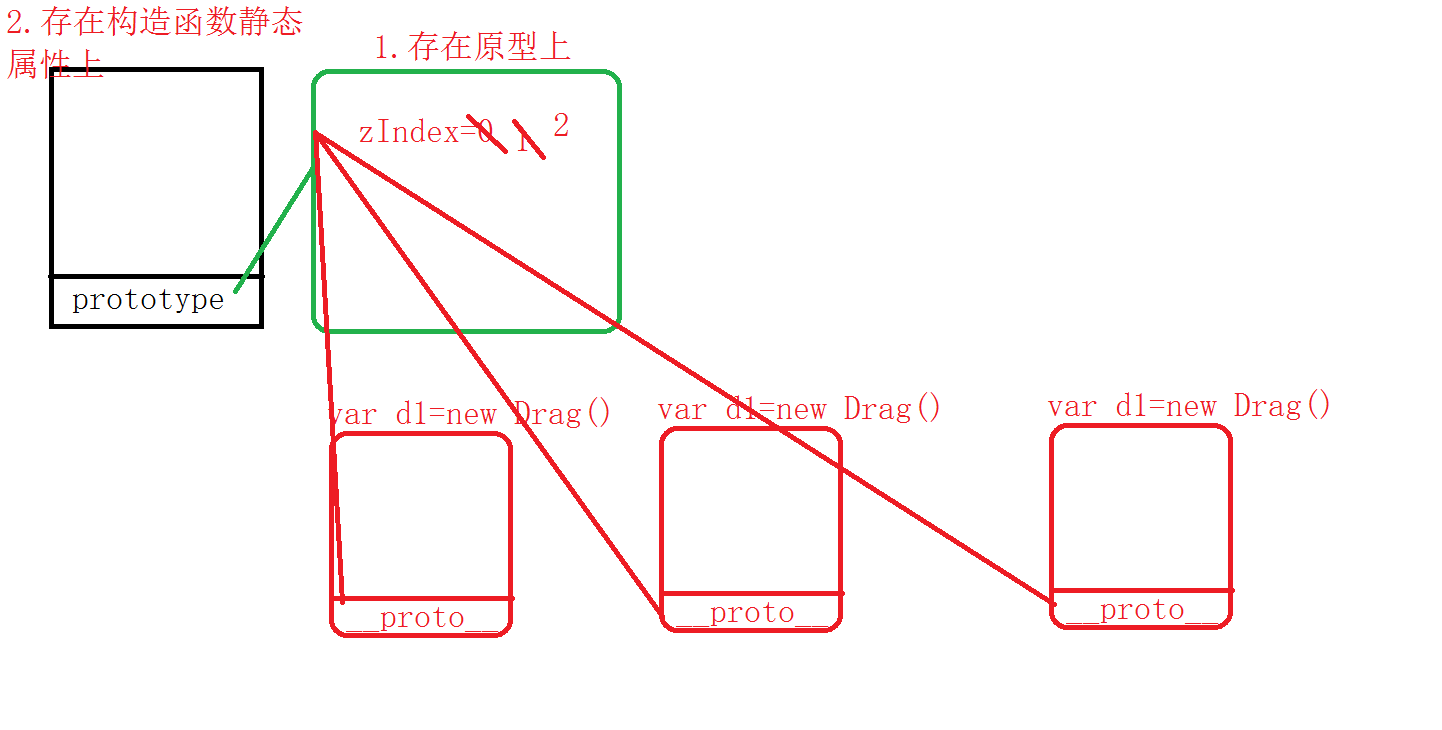 2.存在构造函数静态
属性上
1.存在原型上
zIndex=0 1 2
prototype
var d1=new Drag()
var d1=new Drag()
var d1=new Drag()
__proto__
__proto__
__proto__